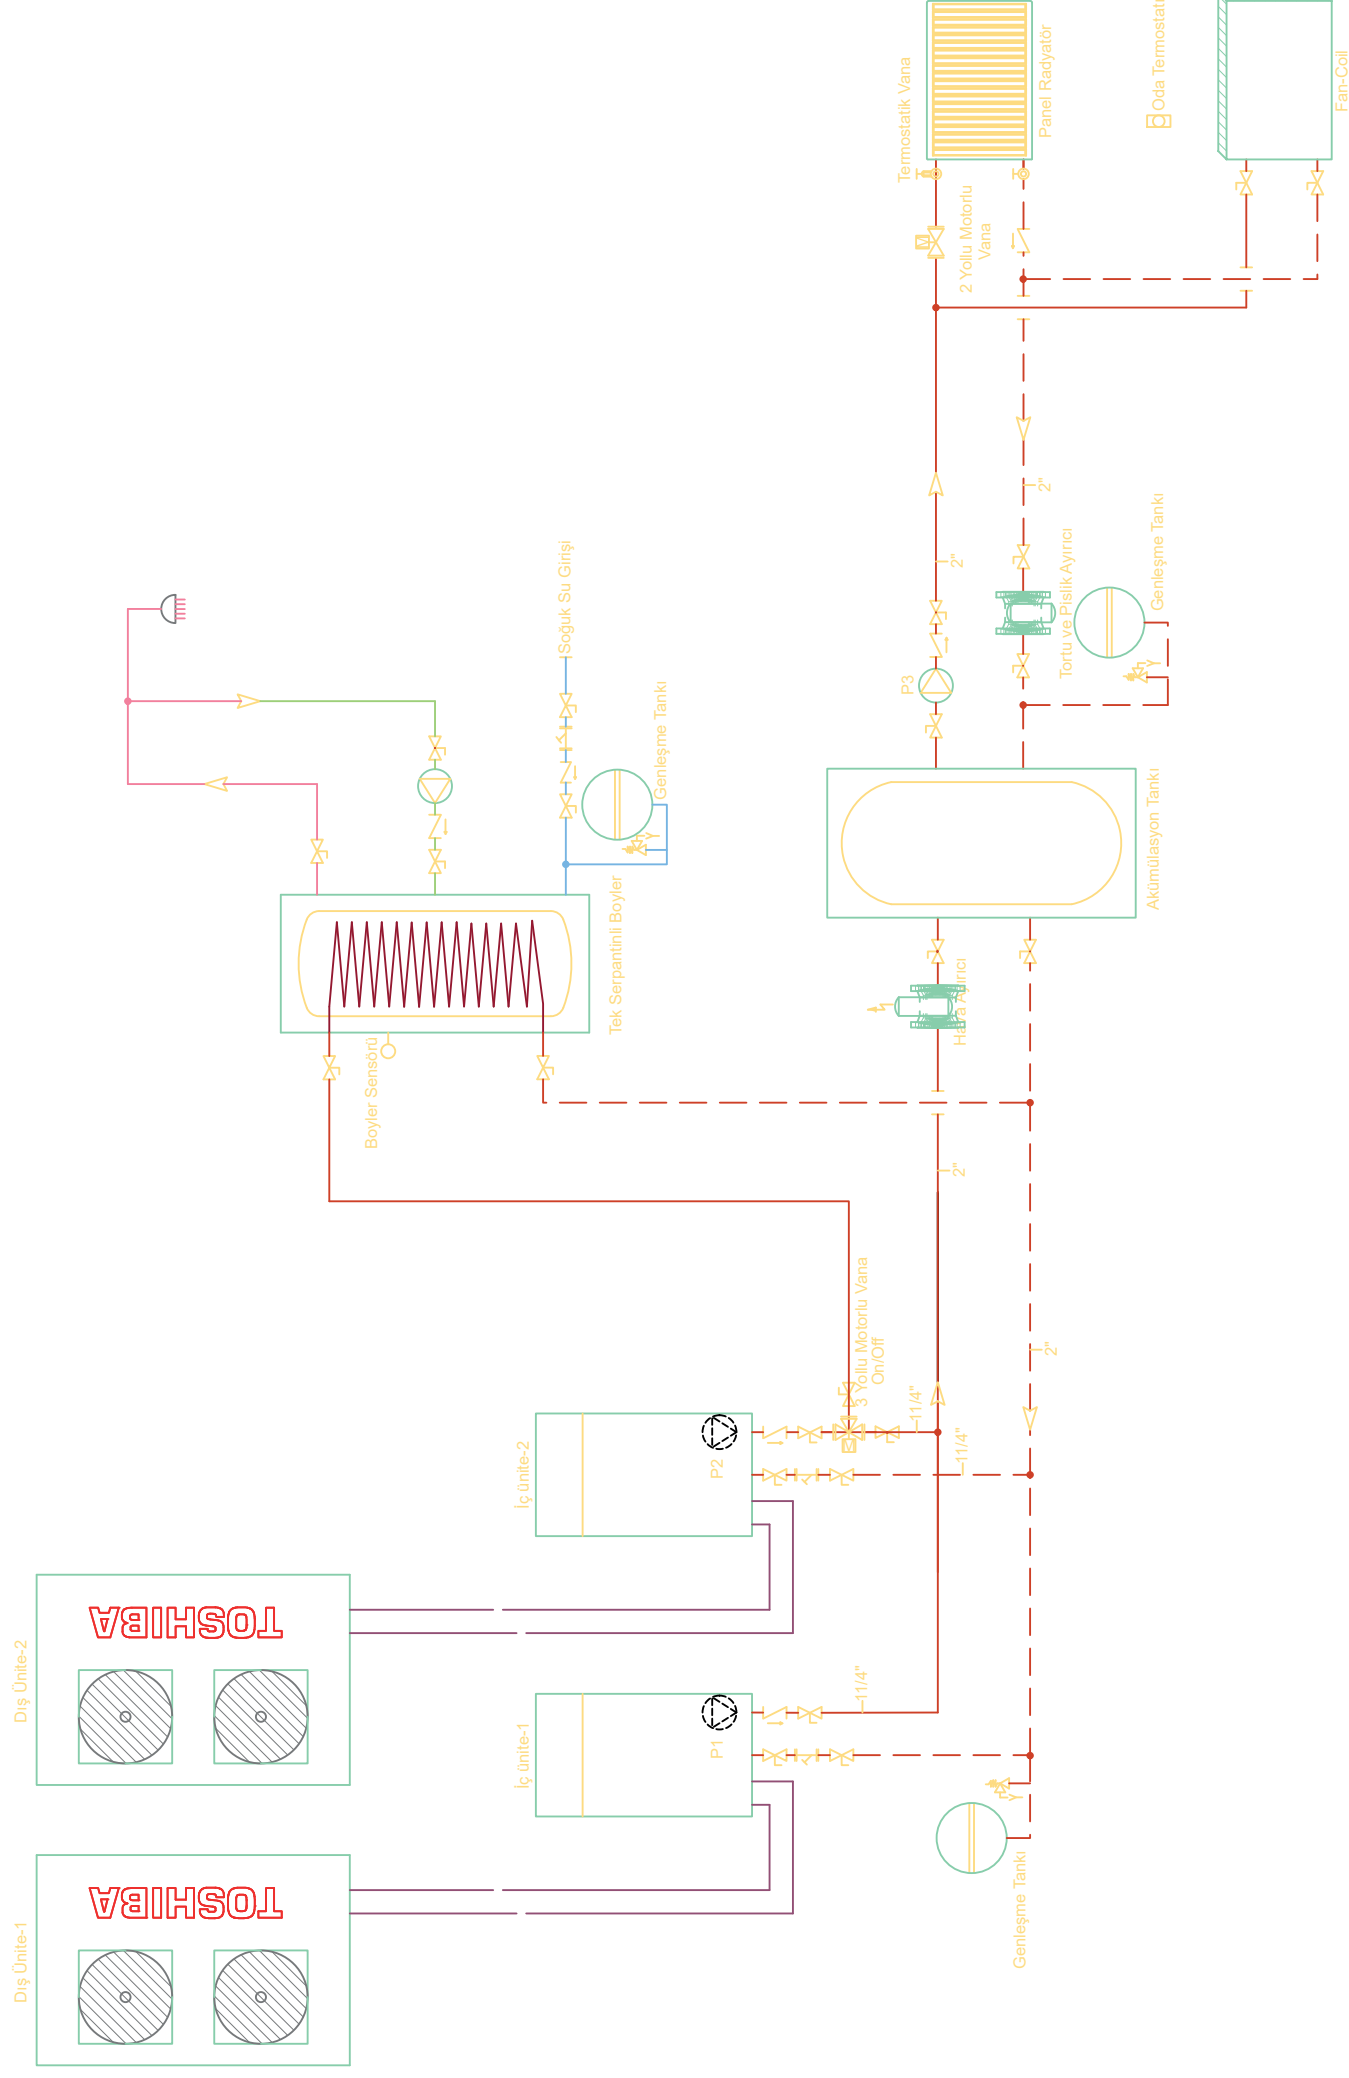 Dış Ünite-1
TOSHIBA
Dış Ünite-2
TOSHIBA
İç ünite-1
P1
11/4"
İç ünite-2
P2
11/4"
11/4"
3 Yollu Motorlu Vana
On/Off
M
Genleşme Tankı
Y
2"
2"
Boyler Sensörü
Tek Serpantinli Boyler
Genleşme Tankı
Y
Soğuk Su Girişi
Hava Ayırıcı
Akümülasyon Tankı
P3
2"
Tortu ve Pislik Ayırıcı
Genleşme Tankı
Y
2"
2 Yollu Motorlu
Vana
M
Termostatik Vana
Panel Radyatör
Oda Termostatı
Fan-Coil